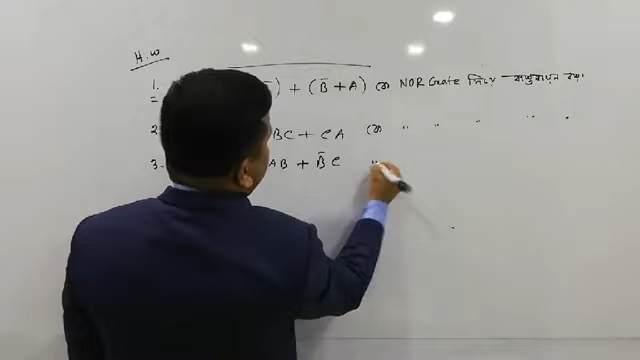 H.W
1. ) + (B̅ + A) কে NOR Gate দিয়ে বাস্তবায়ন কর।
2. BC + CA কে " " " " "
3. AB + B̅C "